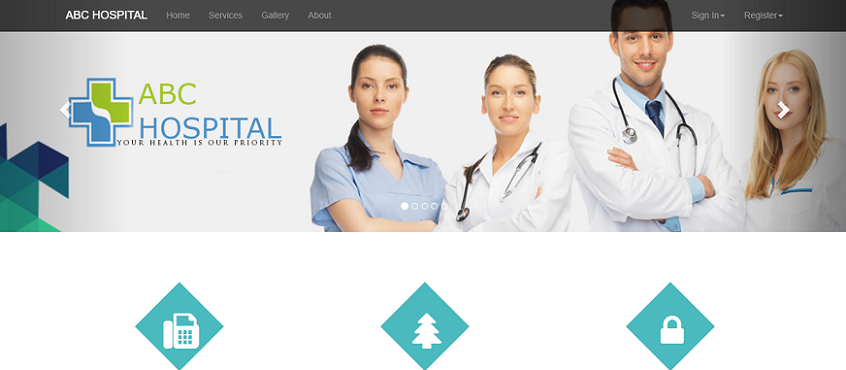 ABC HOSPITAL Home Services Gallery About Sign In Register
ABC
HOSPITAL
YOUR HEALTH IS OUR PRIORITY